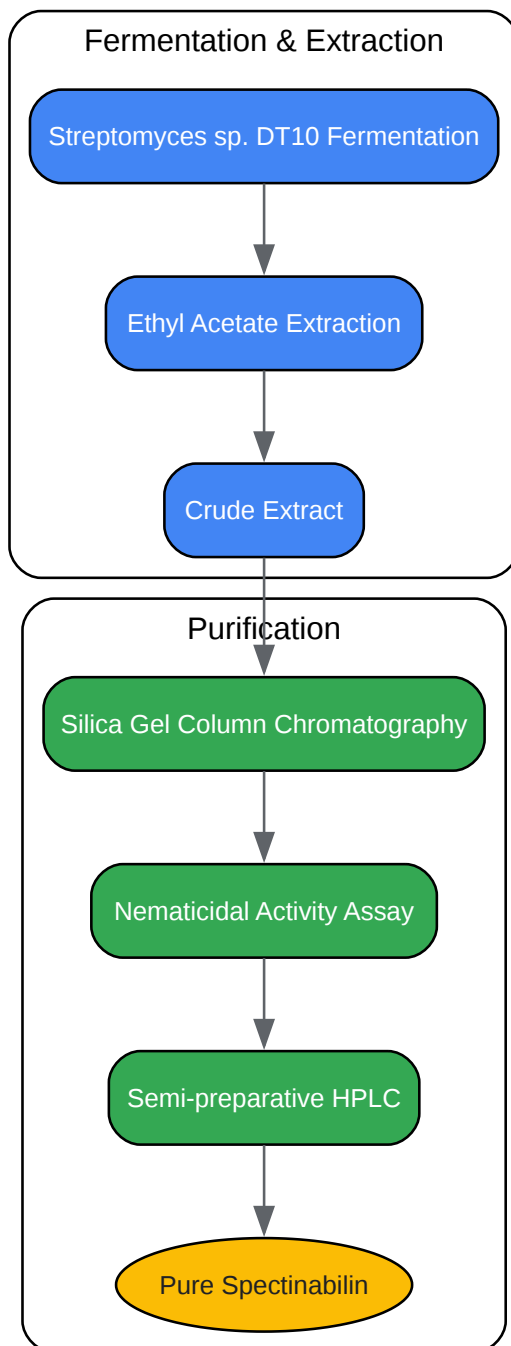 Fermentation & Extraction
Streptomyces sp. DT10 Fermentation
Ethyl Acetate Extraction
Crude Extract
Purification
Silica Gel Column Chromatography
Nematicidal Activity Assay
Semi-preparative HPLC
Pure Spectinabilin